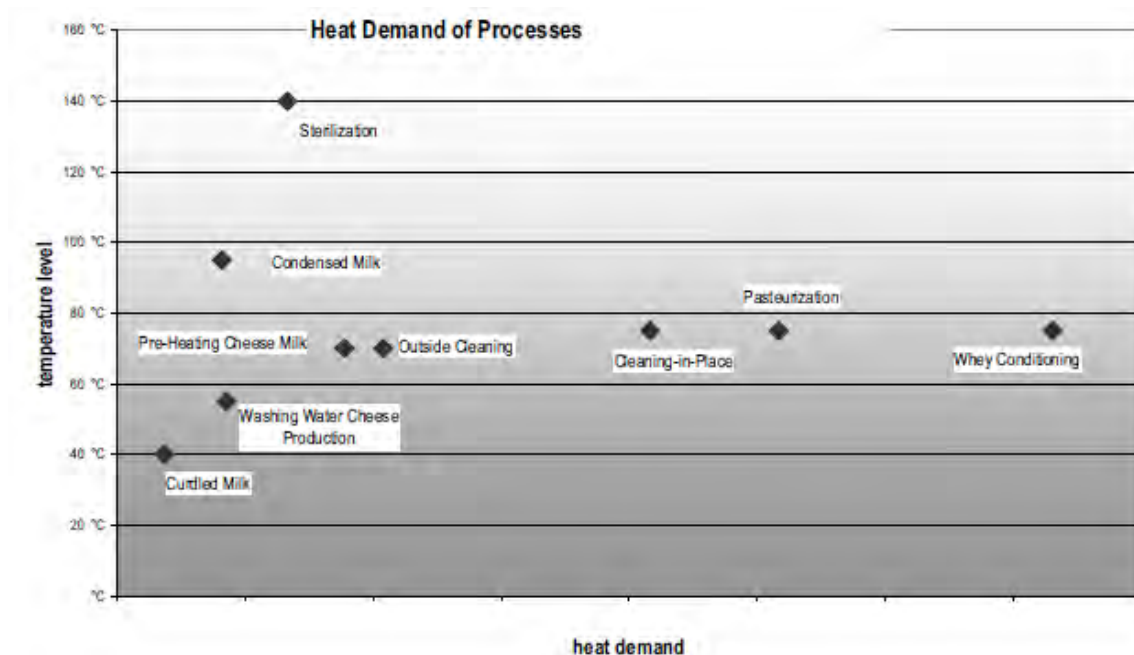 Heat Demand of Processes
160 °C
140 °C
120 °C
100 °C
80 °C
60 °C
40 °C
20 °C
°C
temperature level
Sterilization
Condensed Milk
Pasteurization
Pre-Heating Cheese Milk
Outside Cleaning
Cleaning-in-Place
Whey Conditioning
Washing Water Cheese
Production
Curdled Milk
heat demand